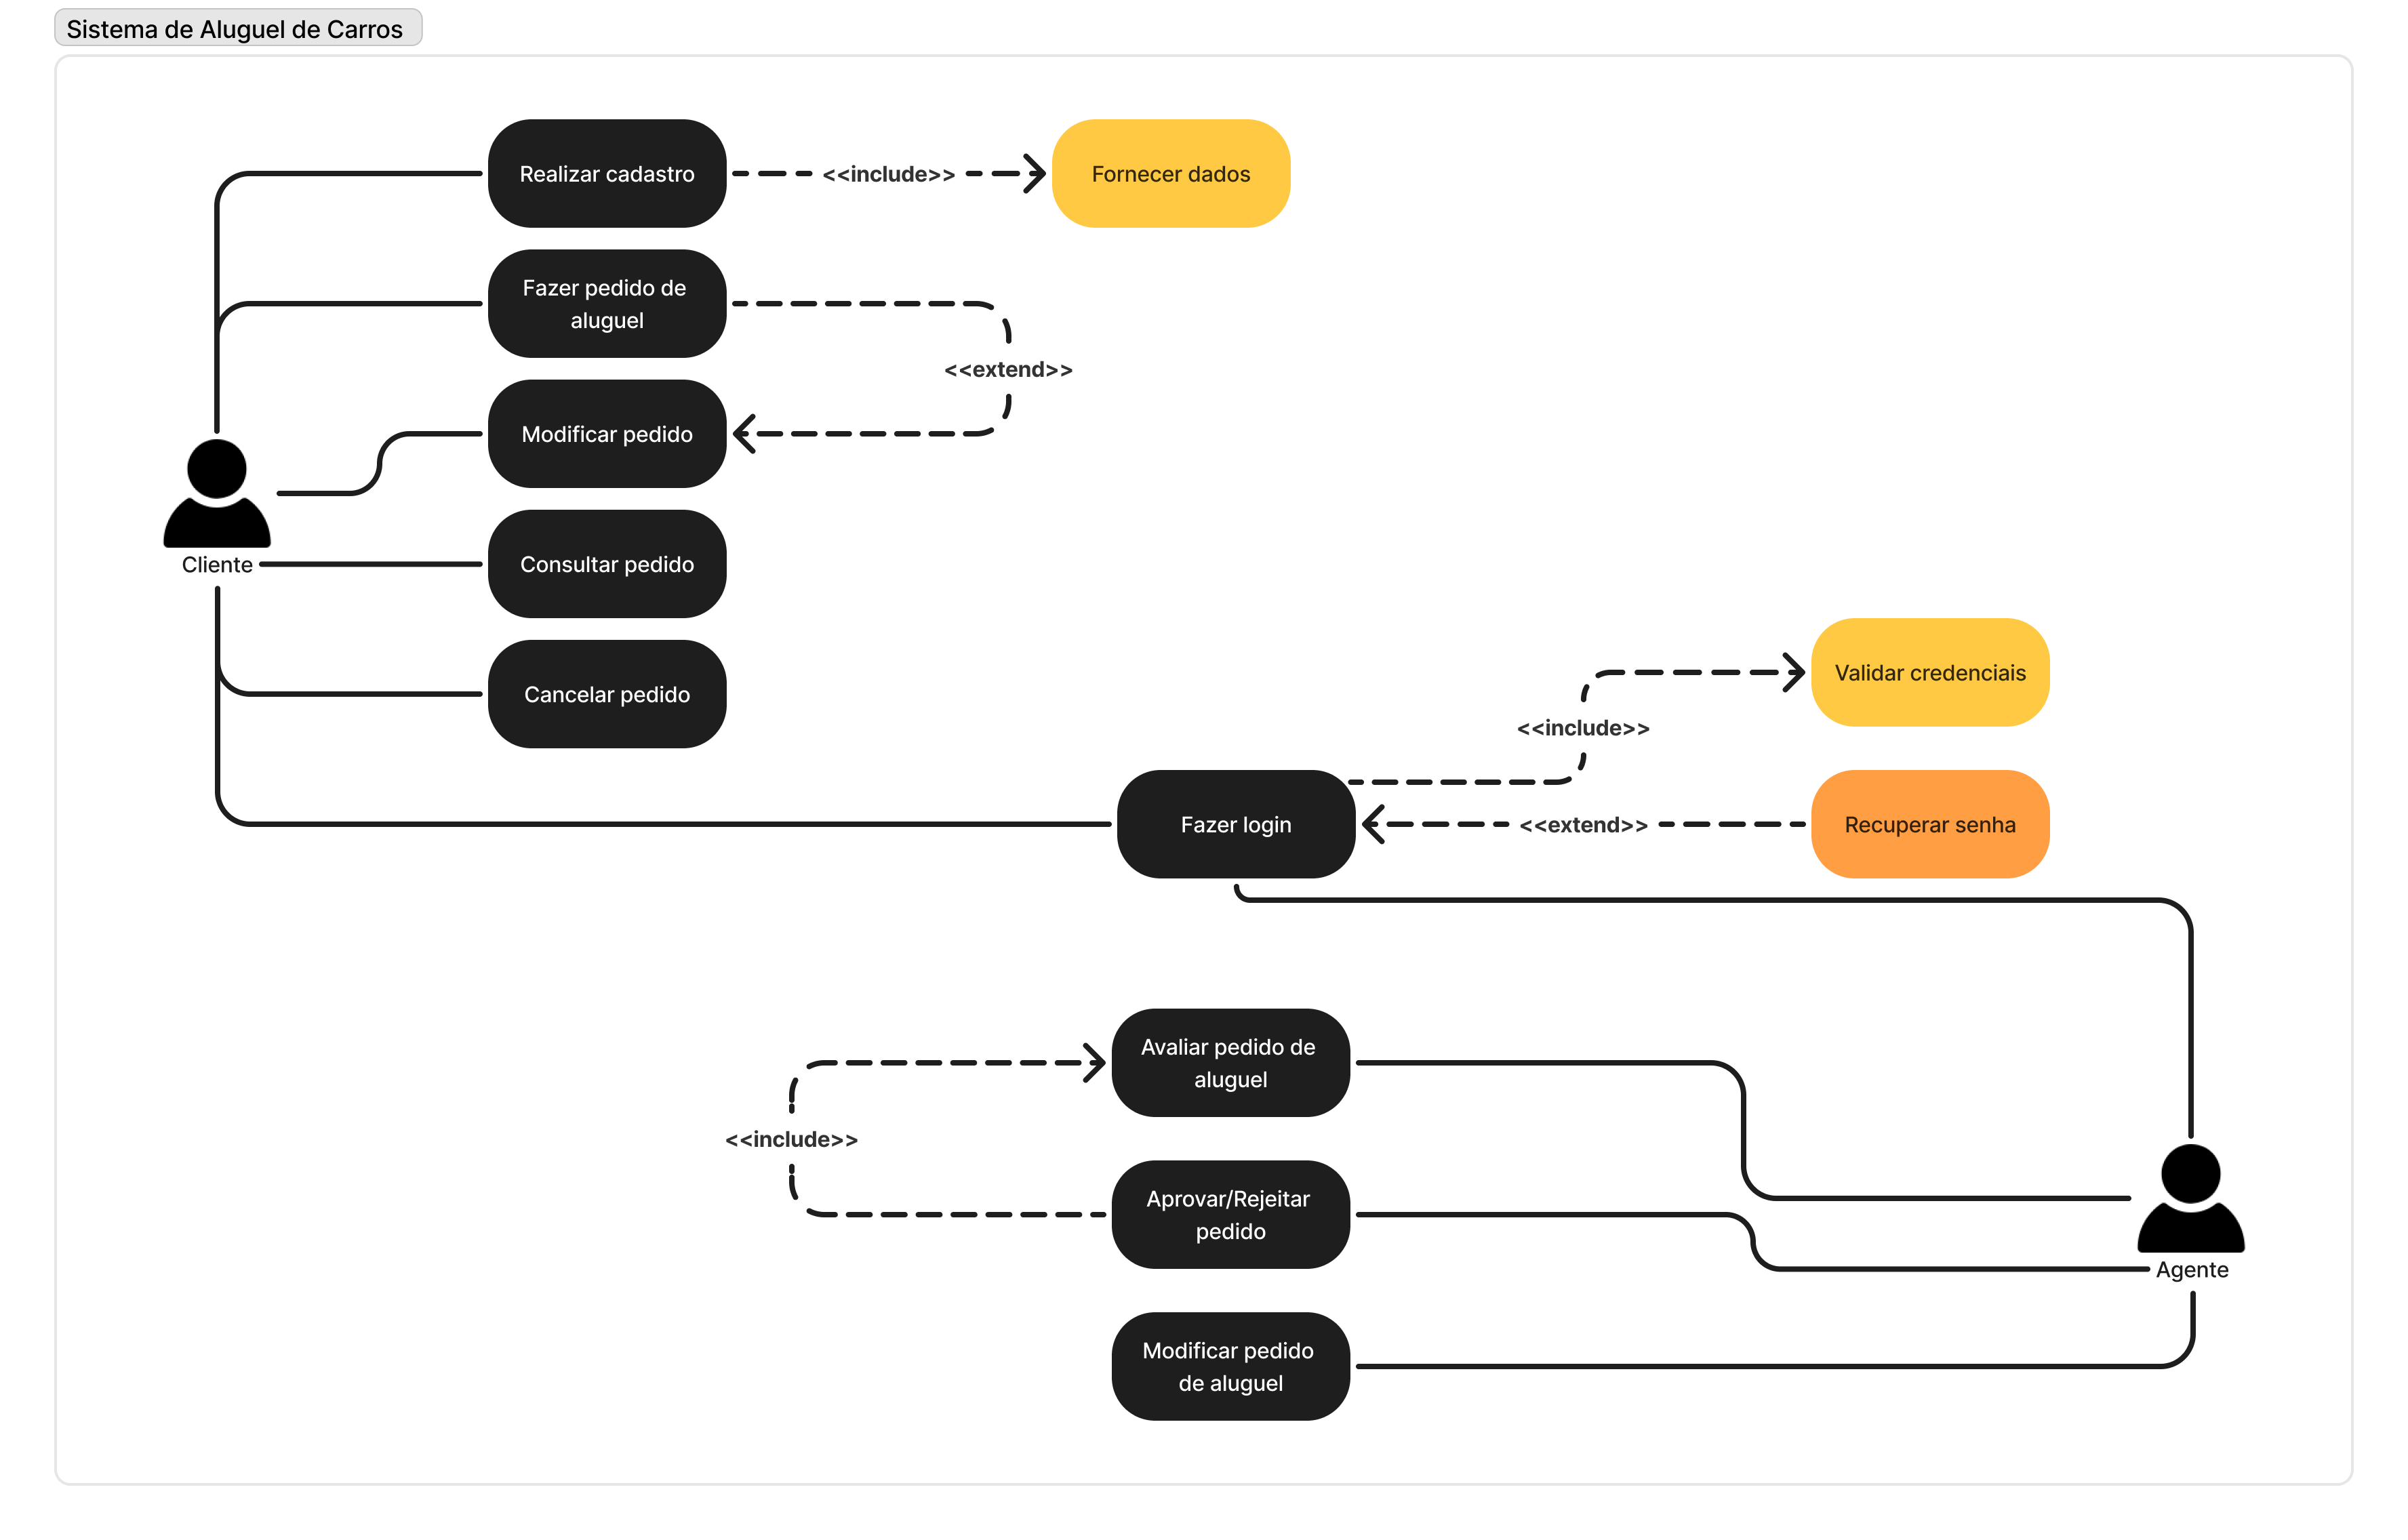 Sistema de Aluguel de Carros
Realizar cadastro
<<include>>
Fornecer dados
Fazer pedido de
aluguel
<<extend>>
Modificar pedido
Cliente
Consultar pedido
Cancelar pedido
Validar credenciais
<<include>>
Fazer login
<<extend>>
Recuperar senha
Avaliar pedido de
aluguel
<<include>>
Aprovar/Rejeitar
pedido
Agente
Modificar pedido
de aluguel